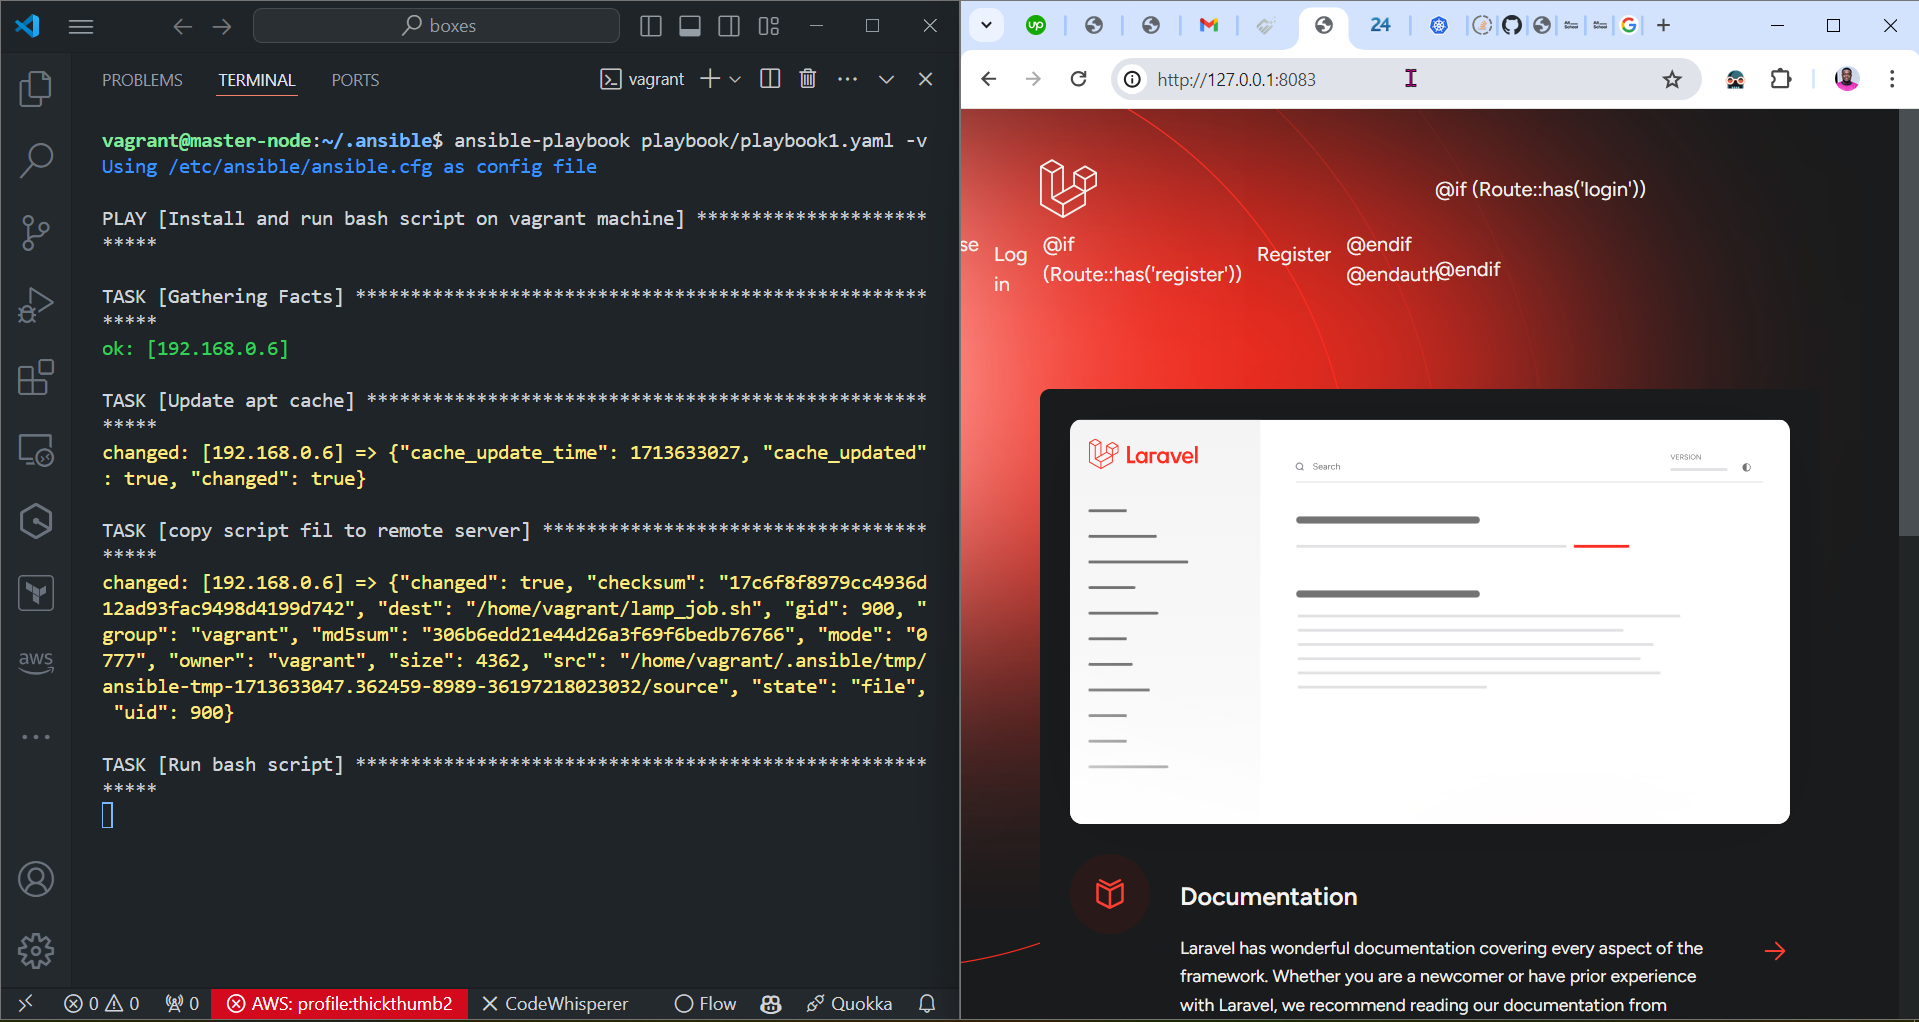 boxes
PROBLEMS TERMINAL PORTS
vagrant
vagrant@master-node:~/.ansible$ ansible-playbook playbook/playbook1.yaml -v
Using /etc/ansible/ansible.cfg as config file
PLAY [Install and run bash script on vagrant machine] *********************
*****
TASK [Gathering Facts] ****************************************************
*****
ok: [192.168.0.6]
TASK [Update apt cache] ***************************************************
*****
changed: [192.168.0.6] => {"cache_update_time": 1713633027, "cache_updated"
: true, "changed": true}
TASK [copy script fil to remote server] ***********************************
*****
changed: [192.168.0.6] => {"changed": true, "checksum": "17c6f8f8979cc4936d
12ad93fac9498d4199d742", "dest": "/home/vagrant/lamp_job.sh", "gid": 900, "
group": "vagrant", "md5sum": "306b6edd21e44d26a3f69f6bedb76766", "mode": "0
777", "owner": "vagrant", "size": 4362, "src": "/home/vagrant/.ansible/tmp/
ansible-tmp-1713633047.362459-8989-36197218023032/source", "state": "file",
"uid": 900}
TASK [Run bash script] ****************************************************
*****
aws
0 0 0 AWS: profile:thickthumb2 CodeWhisperer Flow Quokka
up 24
http://127.0.0.1:8083
@if (Route::has('login'))
se
Log
in
@if
(Route::has('register'))
Register
@endif
@endauth
@endif
Laravel
Search
VERSION
Documentation
Laravel has wonderful documentation covering every aspect of the
framework. Whether you are a newcomer or have prior experience
with Laravel, we recommend reading our documentation from